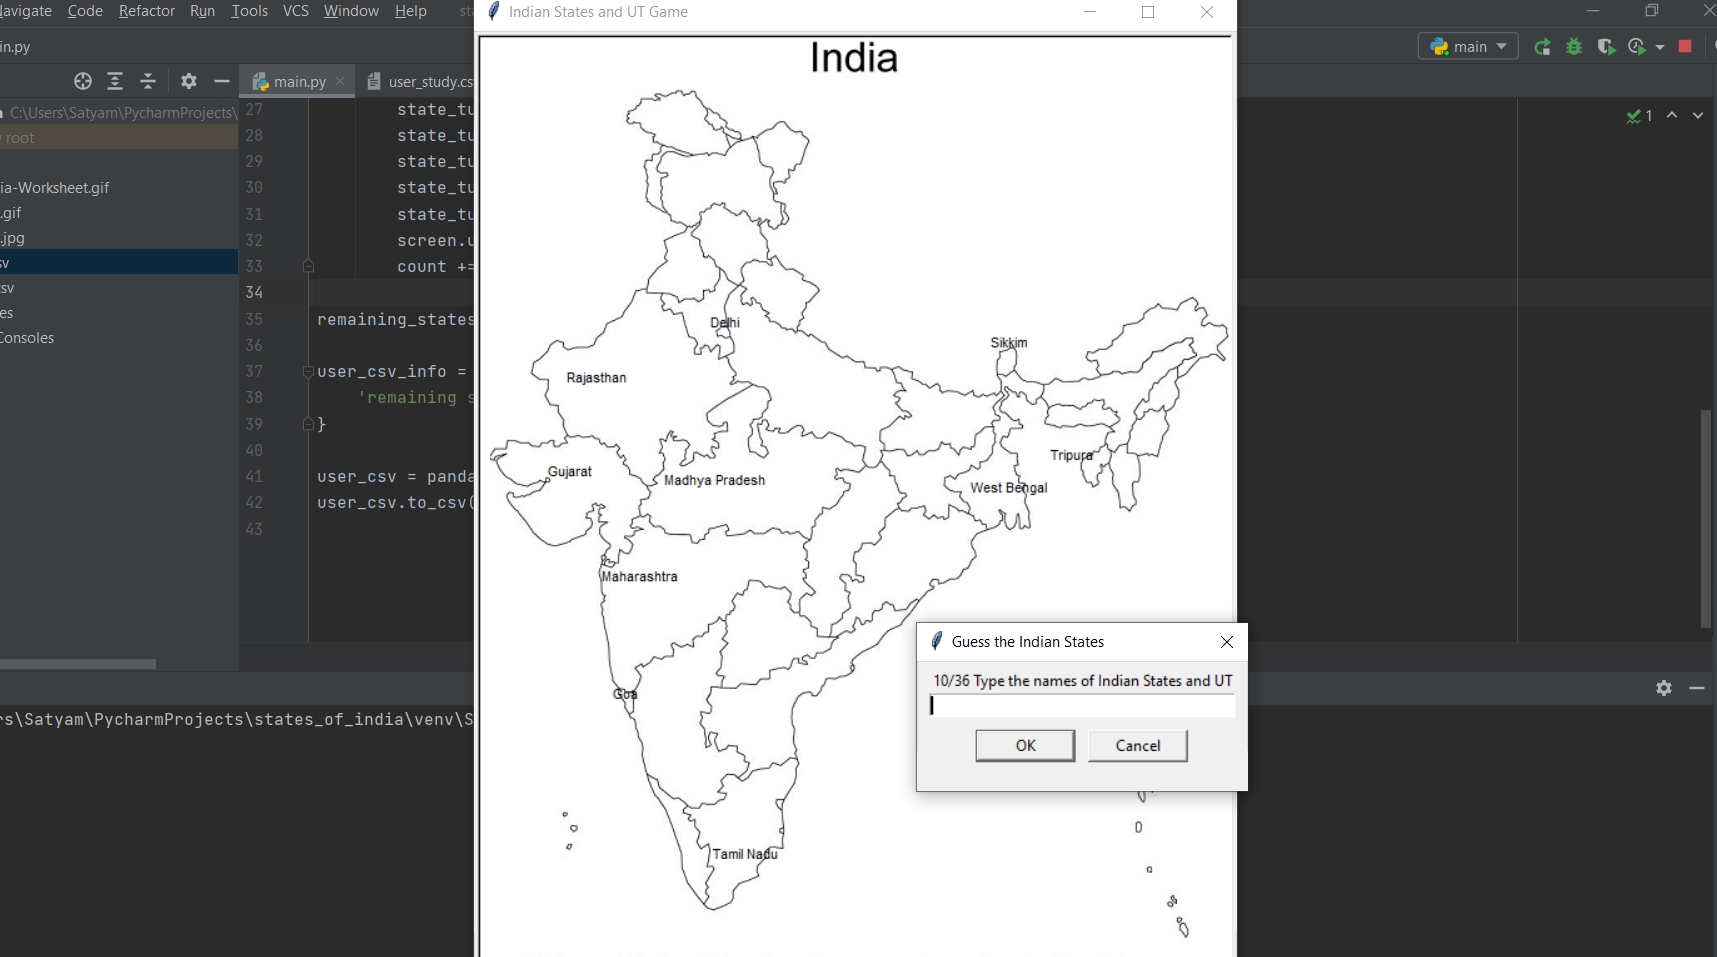 Navigate Code Refactor Run Tools VCS Window Help
Indian States and UT Game
in.py
main
main.py
user_study.cs
C:\Users\Satyam\PycharmProjects\
root
ia-Worksheet.gif
.gif
.jpg
sv
csv
es
Consoles
27 state_tu
28 state_tu
29 state_tu
30 state_tu
31 state_tu
32 screen.u
33 count +=
34
35 remaining_states
36
37 user_csv_info =
38 'remaining s
39 }
40
41 user_csv = panda
42 user_csv.to_csv(
43
1
India
Delhi
Sikkim
Rajasthan
Tripura
Gujarat
Madhya Pradesh
West Bengal
Maharashtra
Goa
Tamil Nadu
Guess the Indian States
10/36 Type the names of Indian States and UT
OK Cancel
rs\Satyam\PycharmProjects\states_of_india\venv\S